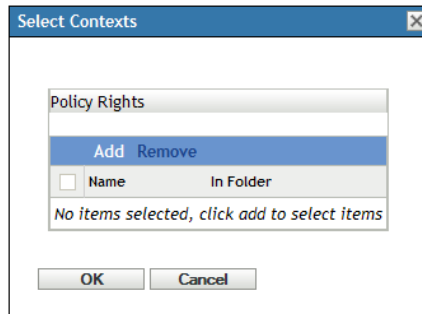 Select Contexts
Policy Rights
Add Remove
Name In Folder
No items selected, click add to select items
OK Cancel